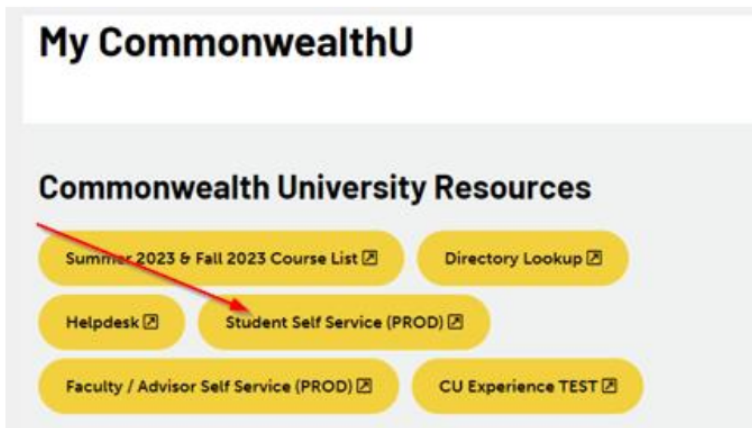 My CommonwealthU
Commonwealth University Resources
Summer 2023 & Fall 2023 Course List
Directory Lookup
Helpdesk
Student Self Service (PROD)
Faculty / Advisor Self Service (PROD)
CU Experience TEST